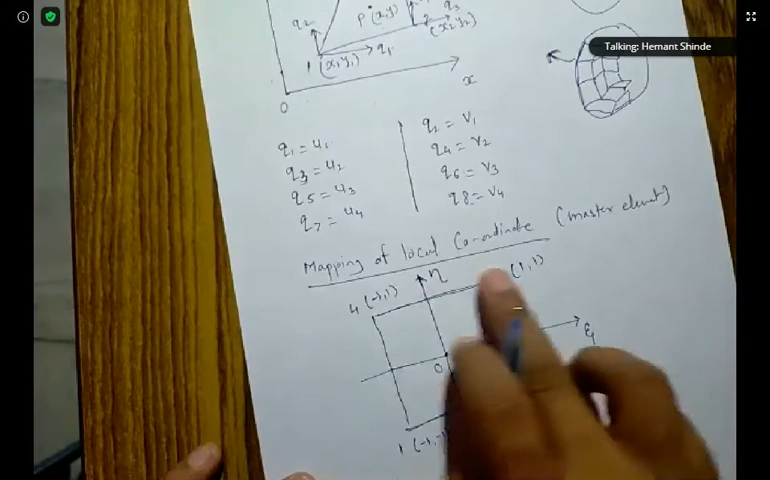 Talking: Hemant Shinde
q2
P (x,y)
q3
2
(x2 y2)
1 (x1 y1)
q1
x
0
q1 = u1
q3 = u2
q5 = u3
q7 = u4
q2 = v1
q4 = v2
q6 = v3
q8 = v4
Mapping of local Co-ordinate (master elemt)
4 (-1,1)
η
(1,1)
ξ
0
1 (-1,-1